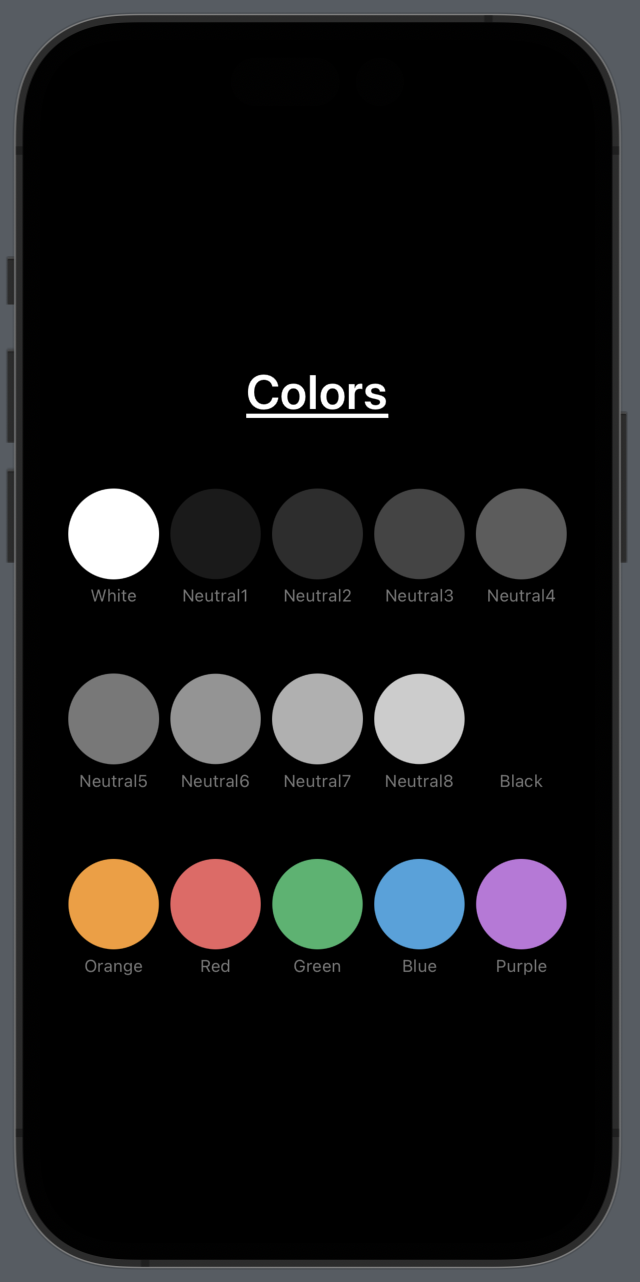 Colors
White Neutral1 Neutral2 Neutral3 Neutral4
Neutral5 Neutral6 Neutral7 Neutral8 Black
Orange Red Green Blue Purple